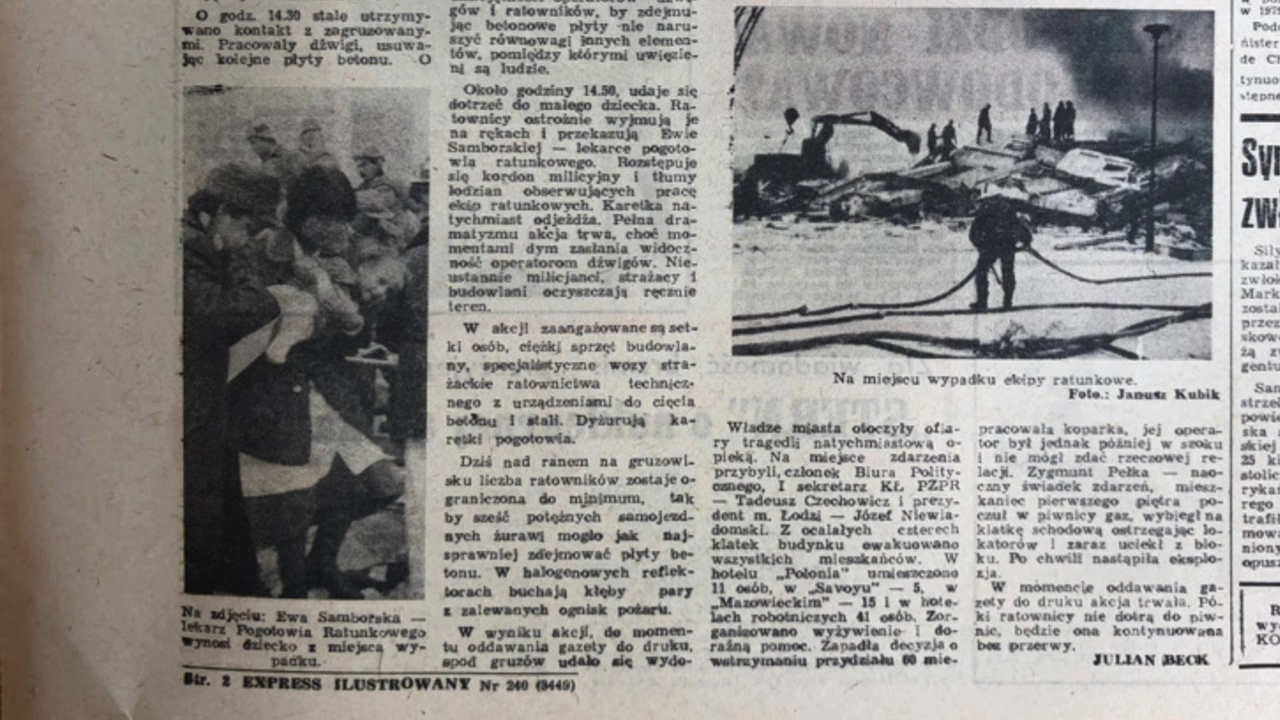 O godz. 14.30 stale utrzymy-
wano kontakt z zagruzowany-
mi. Pracowały dźwigi, usuwa-
jąc kolejne płyty betonu. O
Na zdjęciu: Ewa Samborska —
lekarz Pogotowia Ratunkowego
wynosi dziecko z miejsca wy-
padku.
gów i ratowników, by zdejmu-
jąc betonowe płyty nie naru-
szyć równowagi innych elemen-
tów, pomiędzy którymi uwięzie-
ni są ludzie.
Około godziny 14.50, udaje się
dotrzeć do małego dziecka. Ra-
townicy ostrożnie wyjmują je
na rękach i przekazują Ewie
Samborskiej — lekarce pogoto-
wia ratunkowego. Rozstępuje
się kordon milicyjny i tłumy
łodzian obserwujących pracę
ekip ratunkowych. Karetka na-
tychmiast odjeżdża. Pełna dra-
matyzmu akcja trwa, choć mo-
mentami dym zasłania widocz-
ność operatorom dźwigów. Nie-
ustannie milicjanci, strażacy i
budowlani oczyszczają ręcznie
teren.
W akcji zaangażowane są set-
ki osób, ciężki sprzęt budowla-
ny, specjalistyczne wozy stra-
żackie ratownictwa technicz-
nego z urządzeniami do cięcia
betonu i stali. Dyżurują ka-
retki pogotowia.
Dziś nad ranem na gruzowi-
sku liczba ratowników zostaje o-
graniczona do minimum, tak
by sześć potężnych samojezd-
nych żurawi mogło jak naj-
sprawniej zdejmować płyty be-
tonu. W halogenowych reflek-
torach buchają kłęby pary
z zalewanych ognisk pożaru.
W wyniku akcji, do momen-
tu oddawania gazety do druku,
spod gruzów udało się wydo-
Na miejscu wypadku ekipy ratunkowe.
Foto.: Janusz Kubik
Władze miasta otoczyły ofia-
ry tragedii natychmiastową o-
pieką. Na miejsce zdarzenia
przybyli, członek Biura Polity-
cznego, I sekretarz KŁ PZPR
— Tadeusz Czechowicz i prezy-
dent m. Łodzi — Józef Niewia-
domski. Z ocalałych czterech
klatek budynku ewakuowano
wszystkich mieszkańców. W
hotelu „Polonia" umieszczono
11 osób, w „Savoyu" — 5, w
„Mazowieckim" — 15 i w hote-
lach robotniczych 41 osób. Zor-
ganizowano wyżywienie i do-
raźną pomoc. Zapadła decyzja o
wstrzymaniu przydziału 60 mie-
pracowała koparka, jej opera-
tor był jednak później w szoku
i nie mógł zdać rzeczowej re-
lacji. Zygmunt Pełka — nao-
czny świadek zdarzeń, miesz-
kaniec pierwszego piętra po-
czuł w piwnicy gaz, wybiegł na
klatkę schodową ostrzegając lo-
katorów i zaraz uciekł z blo-
ku. Po chwili nastąpiła eksplo-
zja.
W momencie oddawania ga-
zety do druku akcja trwała. Pó-
ki ratownicy nie dotrą do piw-
nic, będzie ona kontynuowana
bez przerwy.
JULIAN BECK
Str. 2 EXPRESS ILUSTROWANY Nr 240 (8449)